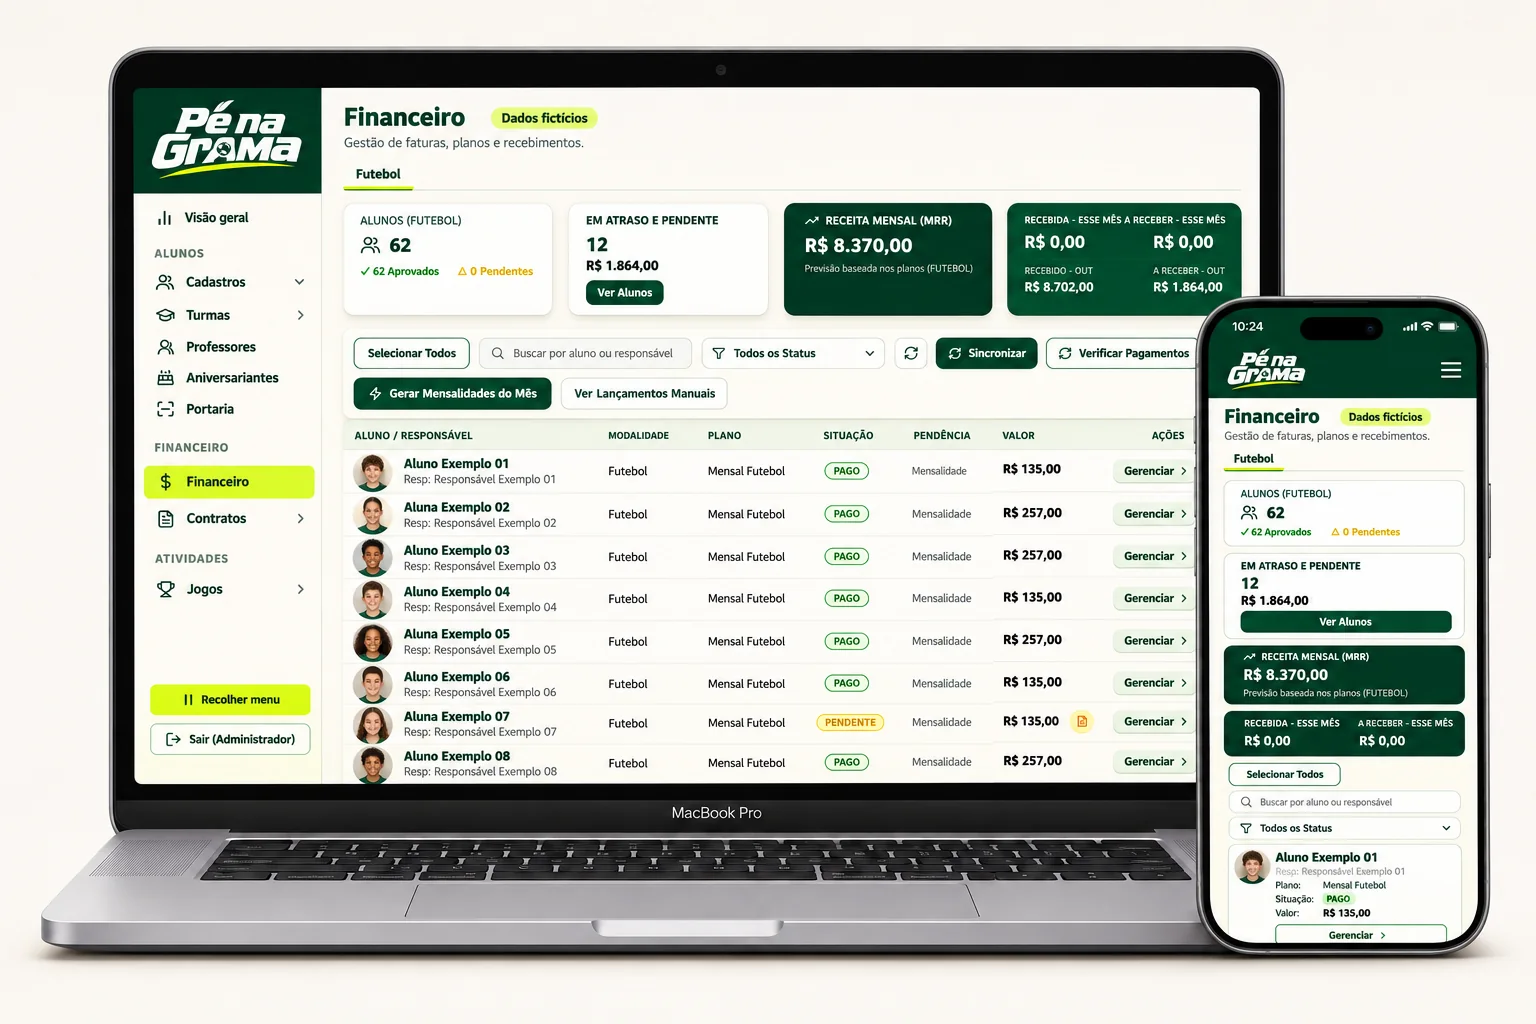 Pé na
GRAMA
Visão geral
ALUNOS
Cadastros
Turmas
Professores
Aniversariantes
Portaria
FINANCEIRO
Financeiro
Contratos
ATIVIDADES
Jogos
Recolher menu
Sair (Administrador)
Financeiro
Dados fictícios
Gestão de faturas, planos e recebimentos.
Futebol
ALUNOS (FUTEBOL)
62
✓ 62 Aprovados
0 Pendentes
EM ATRASO E PENDENTE
12
R$ 1.864,00
Ver Alunos
RECEITA MENSAL (MRR)
R$ 8.370,00
Previsão baseada nos planos (FUTEBOL)
RECEBIDA - ESSE MÊS A RECEBER - ESSE MÊS
R$ 0,00 R$ 0,00
RECEBIDO - OUT A RECEBER - OUT
R$ 8.702,00 R$ 1.864,00
Selecionar Todos
Buscar por aluno ou responsável
Todos os Status
Sincronizar
Verificar Pagamentos
Gerar Mensalidades do Mês
Ver Lançamentos Manuais
ALUNO / RESPONSÁVEL MODALIDADE PLANO SITUAÇÃO PENDÊNCIA VALOR AÇÕES
Aluno Exemplo 01
Resp: Responsável Exemplo 01
Futebol Mensal Futebol PAGO Mensalidade R$ 135,00 Gerenciar
Aluna Exemplo 02
Resp: Responsável Exemplo 02
Futebol Mensal Futebol PAGO Mensalidade R$ 257,00 Gerenciar
Aluno Exemplo 03
Resp: Responsável Exemplo 03
Futebol Mensal Futebol PAGO Mensalidade R$ 257,00 Gerenciar
Aluno Exemplo 04
Resp: Responsável Exemplo 04
Futebol Mensal Futebol PAGO Mensalidade R$ 135,00 Gerenciar
Aluna Exemplo 05
Resp: Responsável Exemplo 05
Futebol Mensal Futebol PAGO Mensalidade R$ 257,00 Gerenciar
Aluno Exemplo 06
Resp: Responsável Exemplo 06
Futebol Mensal Futebol PAGO Mensalidade R$ 135,00 Gerenciar
Aluna Exemplo 07
Resp: Responsável Exemplo 07
Futebol Mensal Futebol PENDENTE Mensalidade R$ 135,00 Gerenciar
Aluno Exemplo 08
Resp: Responsável Exemplo 08
Futebol Mensal Futebol PAGO Mensalidade R$ 257,00 Gerenciar
MacBook Pro
10:24
Pé na
GRAMA
Financeiro
Dados fictícios
Gestão de faturas, planos e recebimentos.
Futebol
ALUNOS (FUTEBOL)
62
✓ 62 Aprovados
0 Pendentes
EM ATRASO E PENDENTE
12
R$ 1.864,00
Ver Alunos
RECEITA MENSAL (MRR)
R$ 8.370,00
Previsão baseada nos planos (FUTEBOL)
RECEBIDA - ESSE MÊS A RECEBER - ESSE MÊS
R$ 0,00 R$ 0,00
Selecionar Todos
Buscar por aluno ou responsável
Todos os Status
Aluno Exemplo 01
Resp: Responsável Exemplo 01
Plano: Mensal Futebol
Situação: PAGO
Valor: R$ 135,00
Gerenciar